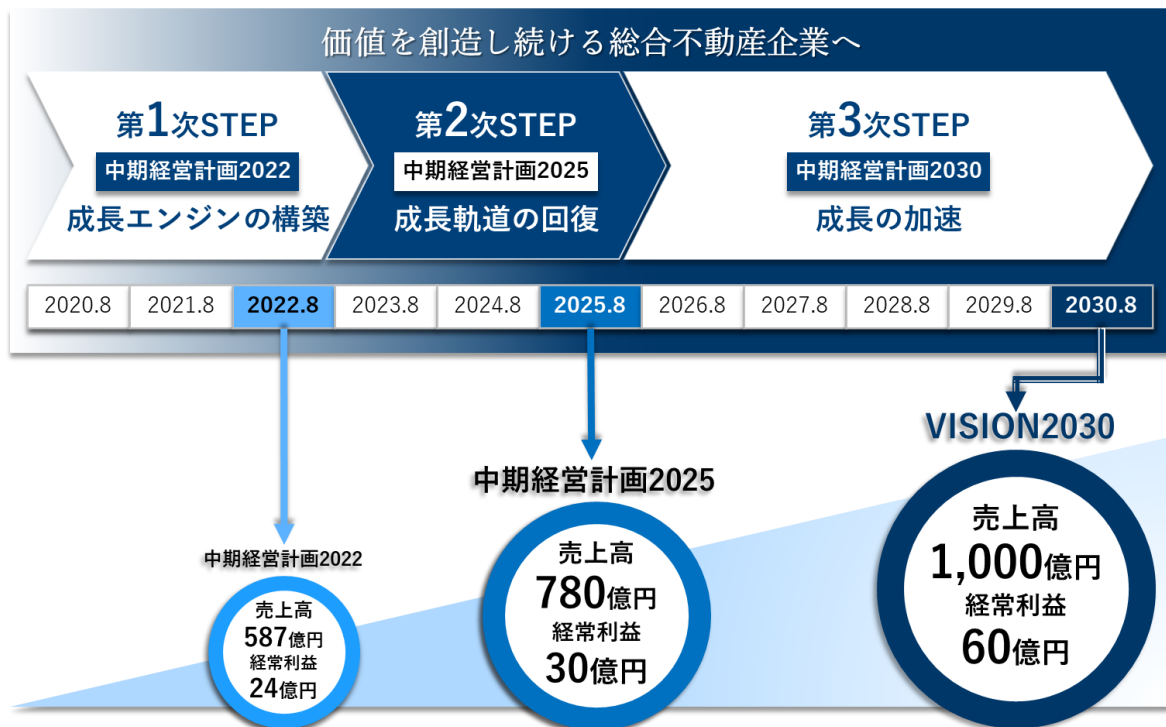 価値を創造し続ける総合不動産企業へ
第1次STEP
中期経営計画2022
成長エンジンの構築
第2次STEP
中期経営計画2025
成長軌道の回復
第3次STEP
中期経営計画2030
成長の加速
2020.8 2021.8 2022.8 2023.8 2024.8 2025.8 2026.8 2027.8 2028.8 2029.8 2030.8
中期経営計画2022
売上高
587億円
経常利益
24億円
中期経営計画2025
売上高
780億円
経常利益
30億円
VISION2030
売上高
1,000億円
経常利益
60億円